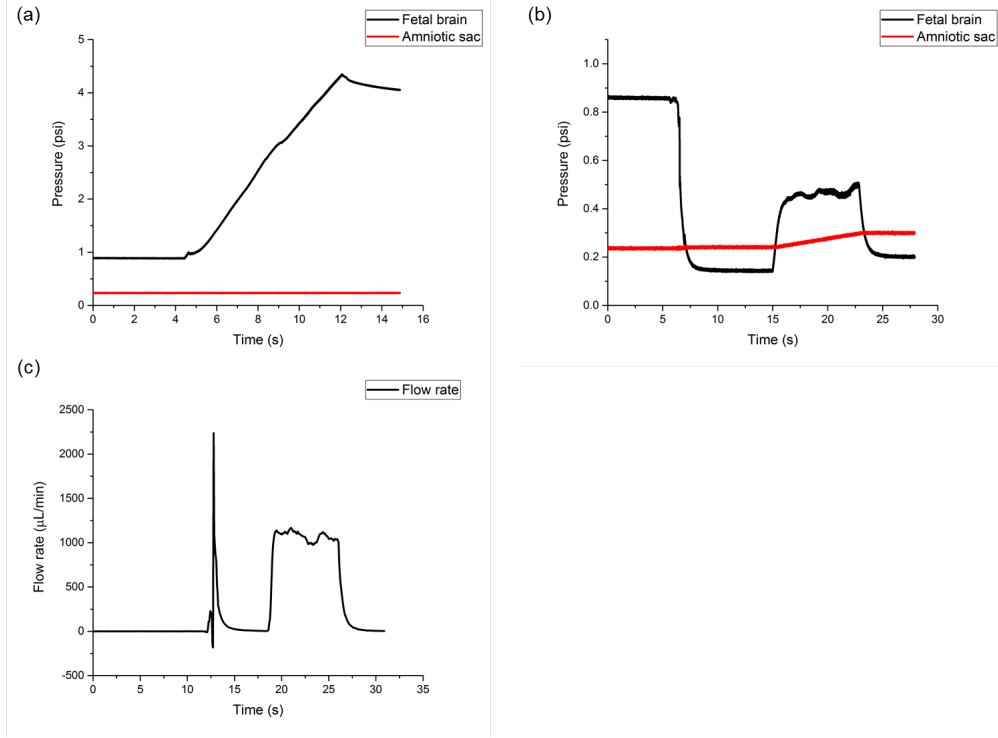 (a)
Fetal brain
Amniotic sac
5
4
3
2
1
0
Pressure (psi)
0 2 4 6 8 10 12 14 16
Time (s)
(b)
Fetal brain
Amniotic sac
1.0
0.8
0.6
0.4
0.2
0.0
Pressure (psi)
0 5 10 15 20 25 30
Time (s)
(c)
Flow rate
2500
2000
1500
1000
500
0
-500
Flow rate (µL/min)
0 5 10 15 20 25 30 35
Time (s)